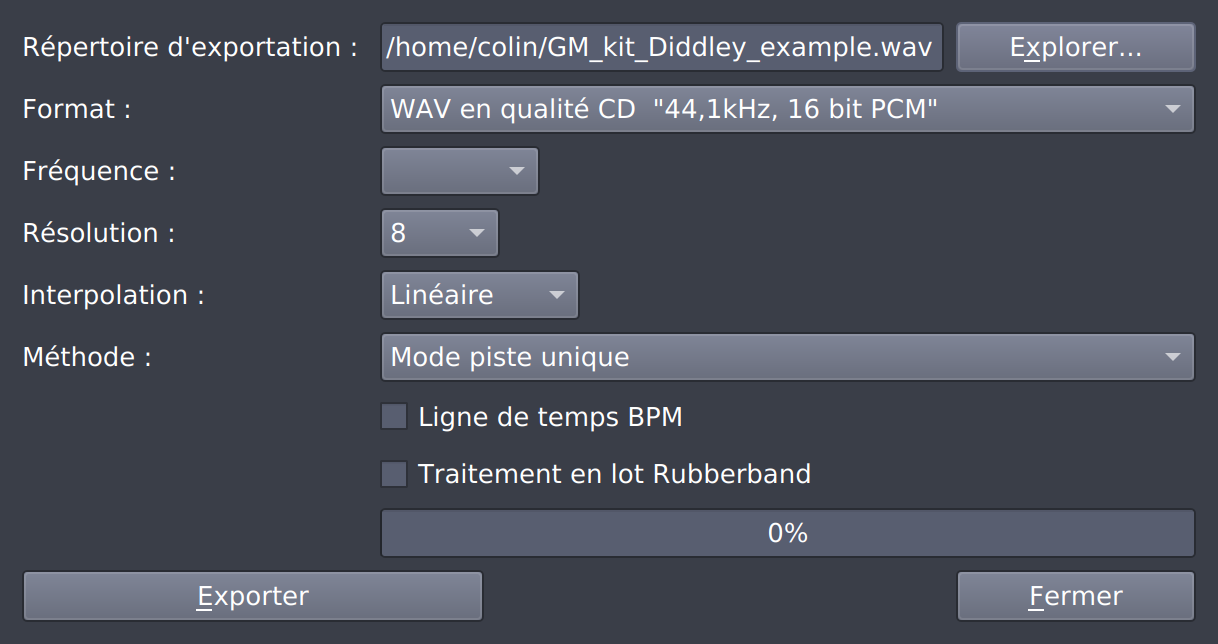 Répertoire d'exportation : /home/colin/GM_kit_Diddley_example.wav Explorer...
Format : WAV en qualité CD  "44,1kHz, 16 bit PCM"
Fréquence :
Résolution : 8
Interpolation : Linéaire
Méthode : Mode piste unique
Ligne de temps BPM
Traitement en lot Rubberband
0%
Exporter Fermer